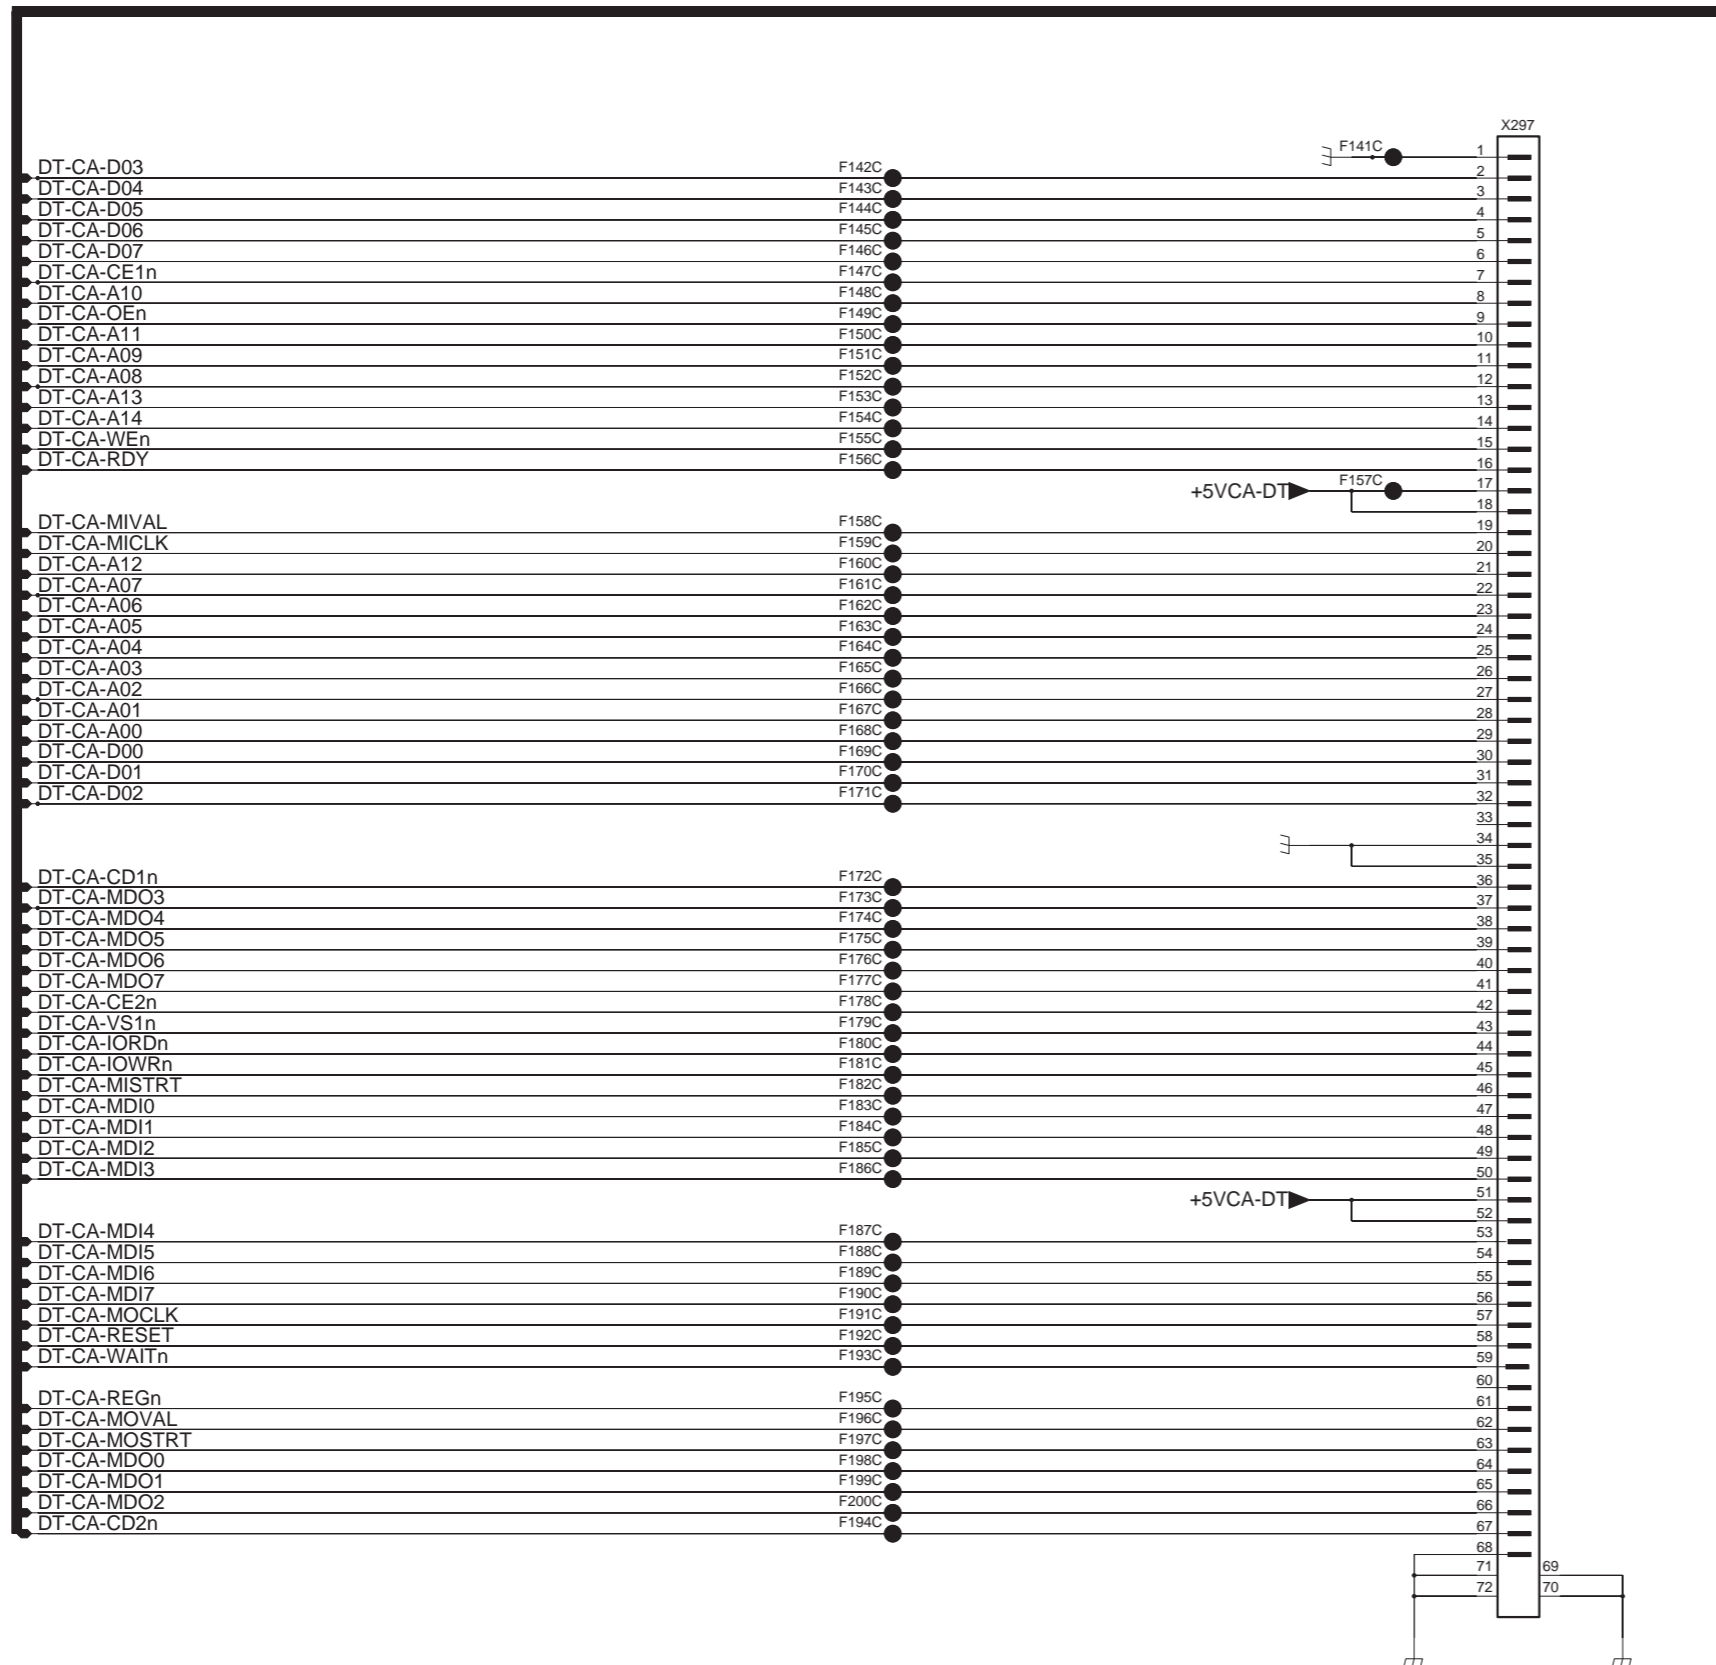 X297
F141C 1
DT-CA-D03 F142C 2
DT-CA-D04 F143C 3
DT-CA-D05 F144C 4
DT-CA-D06 F145C 5
DT-CA-D07 F146C 6
DT-CA-CE1n F147C 7
DT-CA-A10 F148C 8
DT-CA-OEn F149C 9
DT-CA-A11 F150C 10
DT-CA-A09 F151C 11
DT-CA-A08 F152C 12
DT-CA-A13 F153C 13
DT-CA-A14 F154C 14
DT-CA-WEn F155C 15
DT-CA-RDY F156C 16
+5VCA-DT F157C 17
18
DT-CA-MIVAL F158C 19
DT-CA-MICLK F159C 20
DT-CA-A12 F160C 21
DT-CA-A07 F161C 22
DT-CA-A06 F162C 23
DT-CA-A05 F163C 24
DT-CA-A04 F164C 25
DT-CA-A03 F165C 26
DT-CA-A02 F166C 27
DT-CA-A01 F167C 28
DT-CA-A00 F168C 29
DT-CA-D00 F169C 30
DT-CA-D01 F170C 31
DT-CA-D02 F171C 32
33
34
35
DT-CA-CD1n F172C 36
DT-CA-MDO3 F173C 37
DT-CA-MDO4 F174C 38
DT-CA-MDO5 F175C 39
DT-CA-MDO6 F176C 40
DT-CA-MDO7 F177C 41
DT-CA-CE2n F178C 42
DT-CA-VS1n F179C 43
DT-CA-IORDn F180C 44
DT-CA-IOWRn F181C 45
DT-CA-MISTRT F182C 46
DT-CA-MDI0 F183C 47
DT-CA-MDI1 F184C 48
DT-CA-MDI2 F185C 49
DT-CA-MDI3 F186C 50
+5VCA-DT 51
52
DT-CA-MDI4 F187C 53
DT-CA-MDI5 F188C 54
DT-CA-MDI6 F189C 55
DT-CA-MDI7 F190C 56
DT-CA-MOCLK F191C 57
DT-CA-RESET F192C 58
DT-CA-WAITn F193C 59
60
DT-CA-REGn F195C 61
DT-CA-MOVAL F196C 62
DT-CA-MOSTRT F197C 63
DT-CA-MDO0 F198C 64
DT-CA-MDO1 F199C 65
DT-CA-MDO2 F200C 66
DT-CA-CD2n F194C 67
68
71 69
72 70